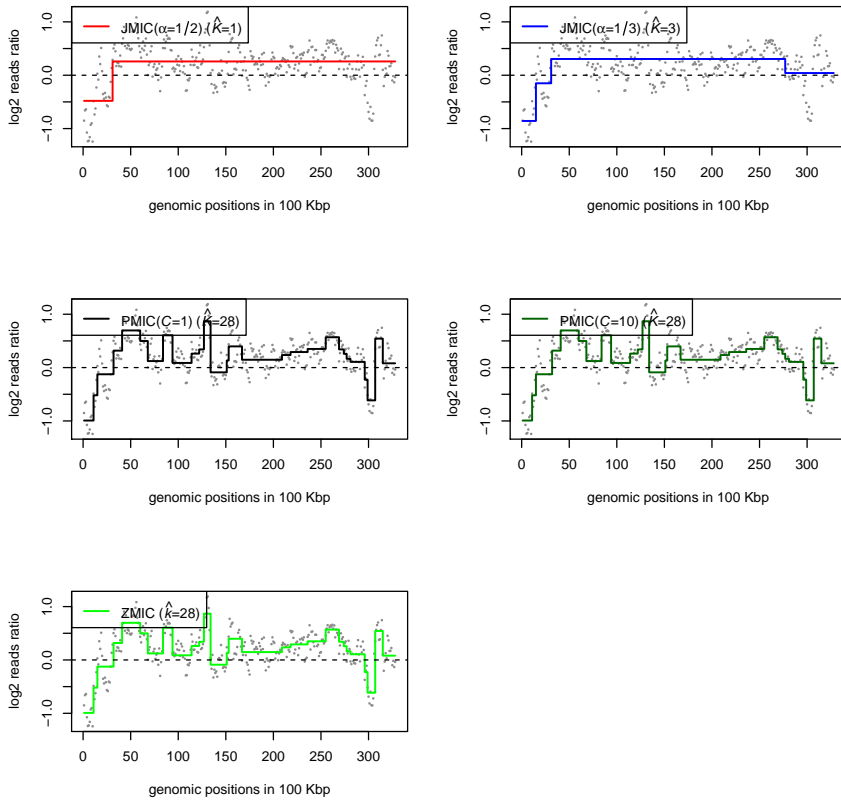 JMIC(α=1/2) (K̂=1)
log2 reads ratio
1.0
0.0
−1.0
0 50 100 150 200 250 300
genomic positions in 100 Kbp
JMIC(α=1/3) (K̂=3)
log2 reads ratio
1.0
0.0
−1.0
0 50 100 150 200 250 300
genomic positions in 100 Kbp
PMIC(C=1) (K̂=28)
log2 reads ratio
1.0
0.0
−1.0
0 50 100 150 200 250 300
genomic positions in 100 Kbp
PMIC(C=10) (K̂=28)
log2 reads ratio
1.0
0.0
−1.0
0 50 100 150 200 250 300
genomic positions in 100 Kbp
ZMIC (k̂=28)
log2 reads ratio
1.0
0.0
−1.0
0 50 100 150 200 250 300
genomic positions in 100 Kbp